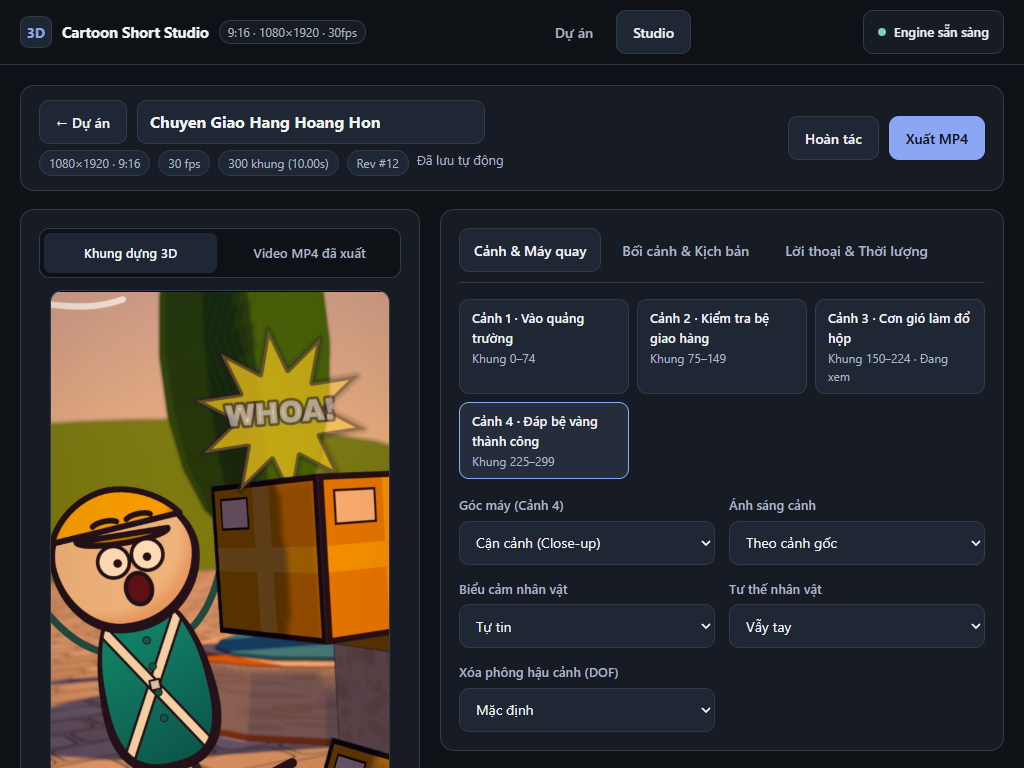 3D
Cartoon Short Studio
9:16 · 1080×1920 · 30fps
Dự án
Studio
Engine sẵn sàng
← Dự án
Chuyen Giao Hang Hoang Hon
1080×1920 · 9:16
30 fps
300 khung (10.00s)
Rev #12
Đã lưu tự động
Hoàn tác
Xuất MP4
Khung dựng 3D
Video MP4 đã xuất
WHOA!
Cảnh & Máy quay
Bối cảnh & Kịch bản
Lời thoại & Thời lượng
Cảnh 1 · Vào quảng
trường
Khung 0–74
Cảnh 2 · Kiểm tra bệ
giao hàng
Khung 75–149
Cảnh 3 · Cơn gió làm đổ
hộp
Khung 150–224 · Đang
xem
Cảnh 4 · Đáp bệ vàng
thành công
Khung 225–299
Góc máy (Cảnh 4)
Cận cảnh (Close-up)
Ánh sáng cảnh
Theo cảnh gốc
Biểu cảm nhân vật
Tự tin
Tư thế nhân vật
Vẫy tay
Xóa phông hậu cảnh (DOF)
Mặc định